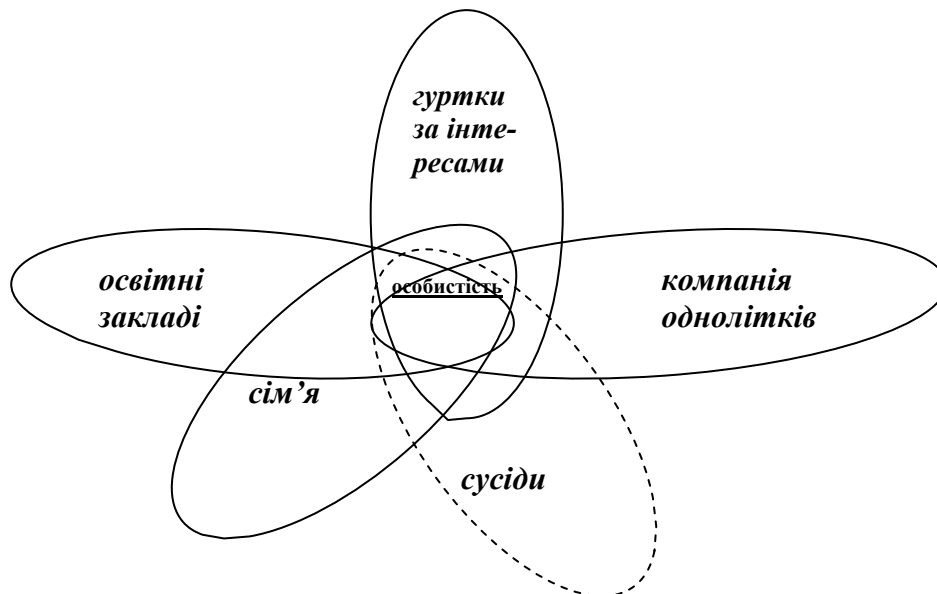 гуртки
за інте-
ресами
освітні
закладі
особистість
компанія
однолітків
сім’я
сусіди